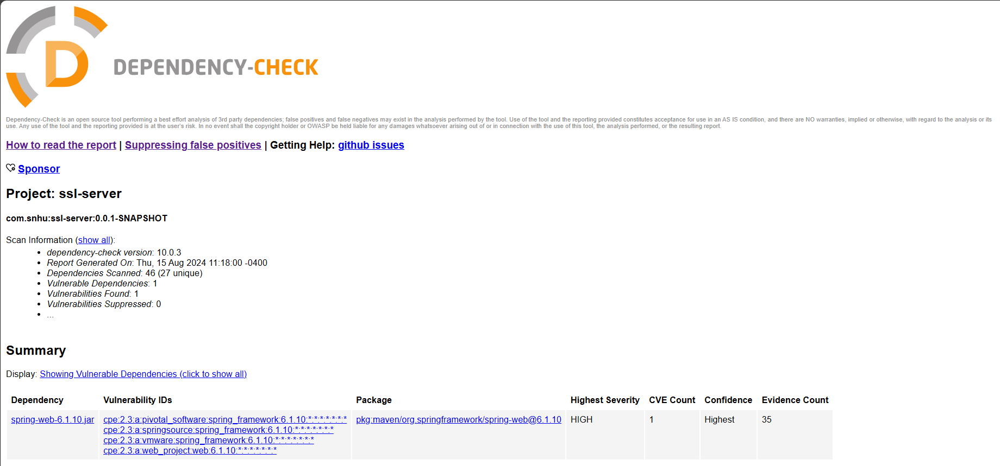 DEPENDENCY-CHECK
Dependency-Check is an open source tool performing a best effort analysis of 3rd party dependencies; false positives and false negatives may exist in the analysis performed by the tool. Use of the tool and the reporting provided constitutes acceptance for use in an AS IS condition, and there are NO warranties, implied or otherwise, with regard to the analysis or its
use. Any use of the tool and the reporting provided is at the user's risk. In no event shall the copyright holder or OWASP be held liable for any damages whatsoever arising out of or in connection with the use of this tool, the analysis performed, or the resulting report.
How to read the report | Suppressing false positives | Getting Help: github issues
Sponsor
Project: ssl-server
com.snhu:ssl-server:0.0.1-SNAPSHOT
Scan Information (show all):
• dependency-check version: 10.0.3
• Report Generated On: Thu, 15 Aug 2024 11:18:00 -0400
• Dependencies Scanned: 46 (27 unique)
• Vulnerable Dependencies: 1
• Vulnerabilities Found: 1
• Vulnerabilities Suppressed: 0
• ...
Summary
Display: Showing Vulnerable Dependencies (click to show all)
Dependency Vulnerability IDs Package Highest Severity CVE Count Confidence Evidence Count
spring-web-6.1.10.jar cpe:2.3:a:pivotal_software:spring_framework:6.1.10:*:*:*:*:*:*:* pkg:maven/org.springframework/spring-web@6.1.10 HIGH 1 Highest 35
cpe:2.3:a:springsource:spring_framework:6.1.10:*:*:*:*:*:*:*
cpe:2.3:a:vmware:spring_framework:6.1.10:*:*:*:*:*:*:*
cpe:2.3:a:web_project:web:6.1.10:*:*:*:*:*:*:*